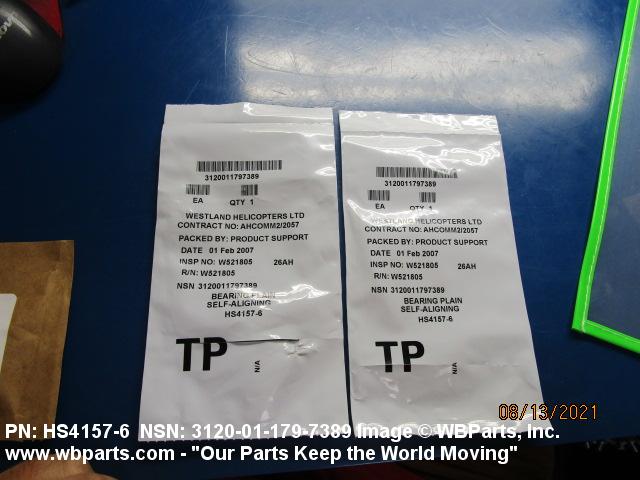 3120011797389
EA QTY 1
WESTLAND HELICOPTERS LTD
CONTRACT NO: AHCOMM2/2057
PACKED BY: PRODUCT SUPPORT
DATE 01 Feb 2007
INSP NO: W521805 26AH
R/N: W521805
NSN 3120011797389
BEARING PLAIN
SELF-ALIGNING
HS4157-6
TP N/A
3120011797389
EA QTY 1
WESTLAND HELICOPTERS LTD
CONTRACT NO: AHCOMM2/2057
PACKED BY: PRODUCT SUPPORT
DATE 01 Feb 2007
INSP NO: W521805 26AH
R/N: W521805
NSN 3120011797389
BEARING PLAIN
SELF-ALIGNING
HS4157-6
TP N/A
08/13/2021
PN: HS4157-6 NSN: 3120-01-179-7389 Image © WBParts, Inc.
www.wbparts.com - "Our Parts Keep the World Moving"